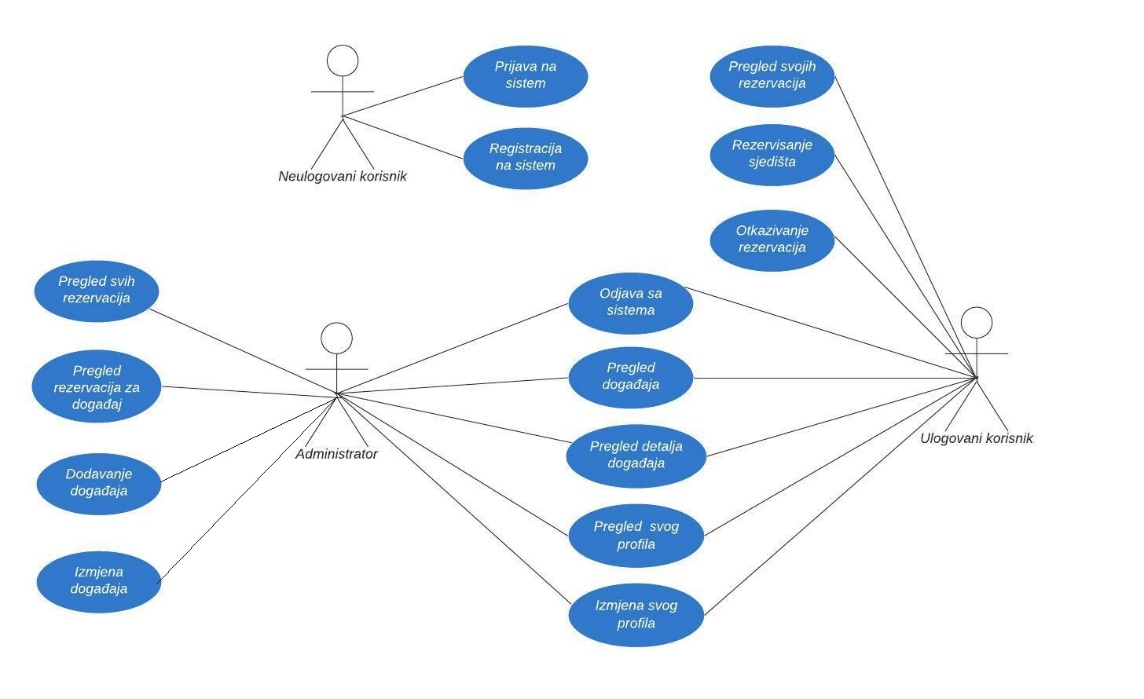 Prijava na
sistem
Registracija
na sistem
Neulogovani korisnik
Pregled svojih
rezervacija
Rezervisanje
sjedišta
Otkazivanje
rezervacija
Pregled svih
rezervacija
Pregled
rezervacija za
događaj
Dodavanje
događaja
Izmjena
događaja
Administrator
Odjava sa
sistema
Pregled
događaja
Pregled detalja
događaja
Pregled svog
profila
Izmjena svog
profila
Ulogovani korisnik